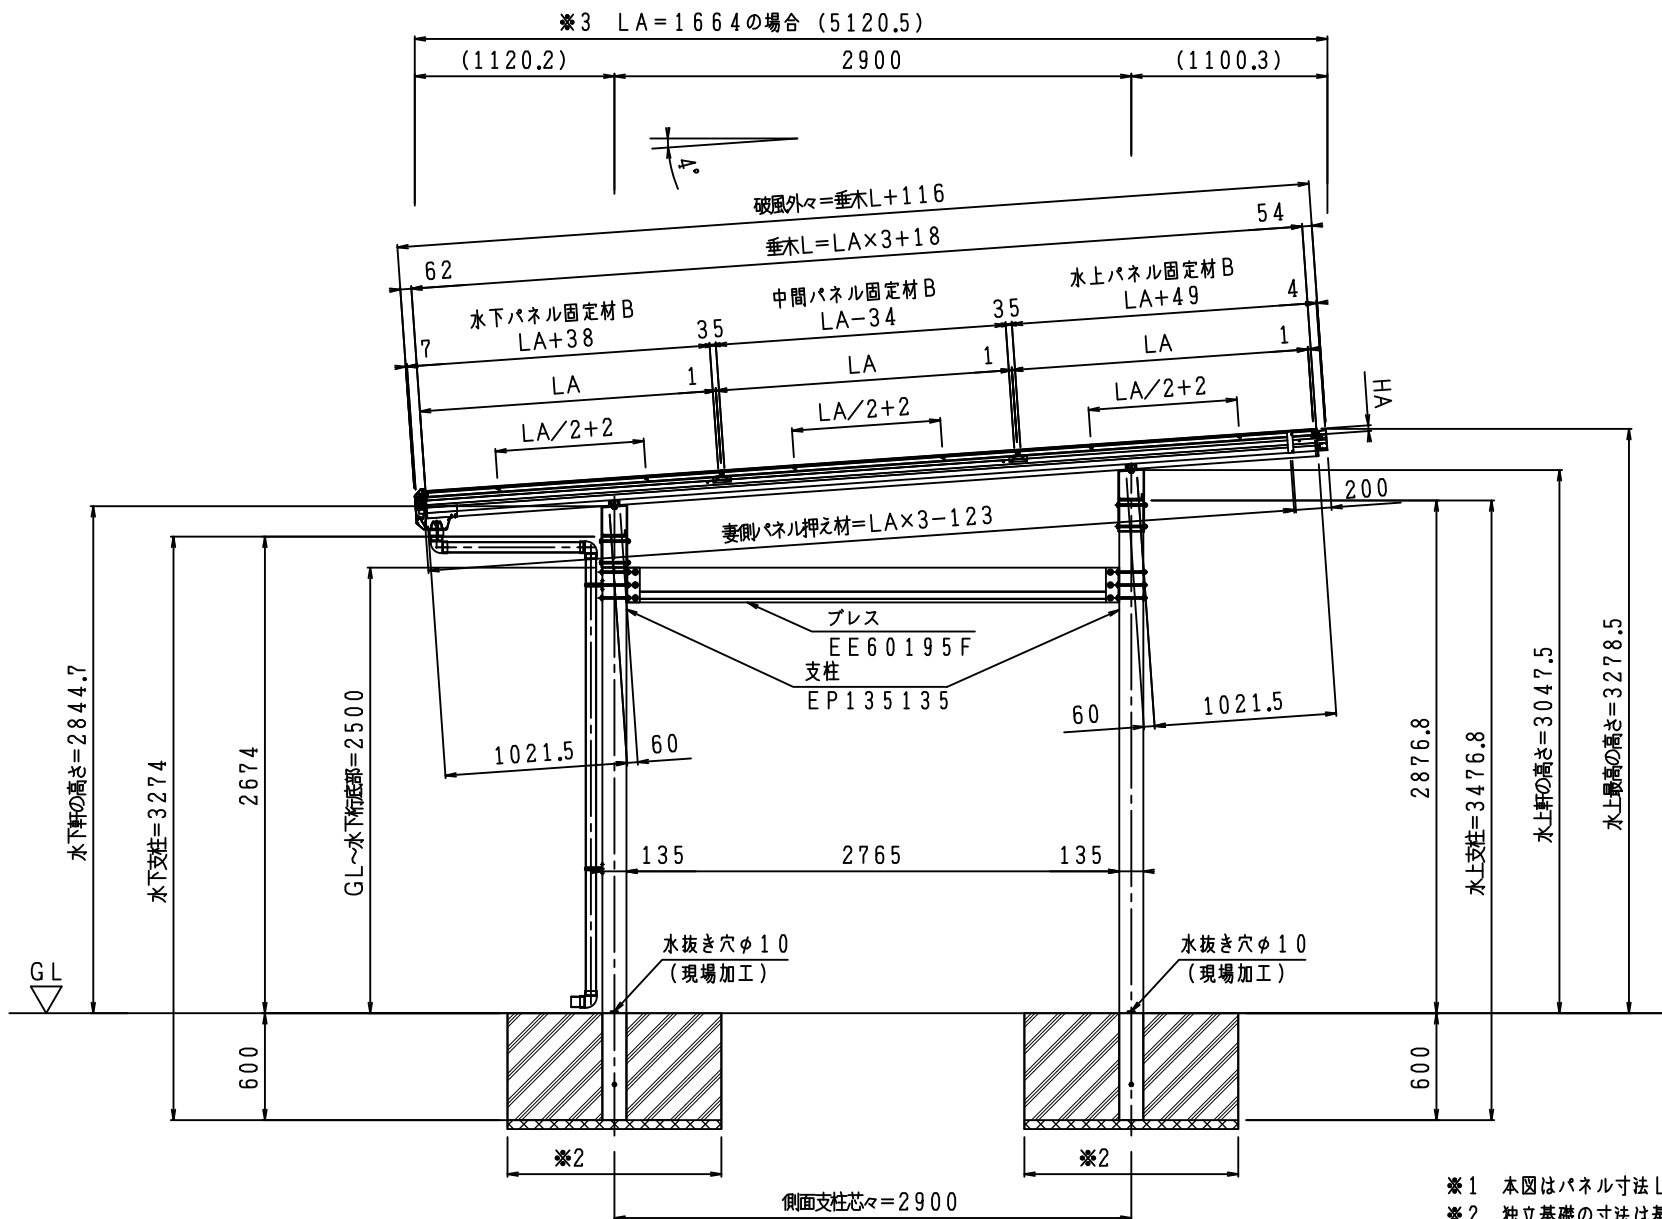 ※3 LA=1664の場合 (5120.5)
(1120.2) 2900 (1100.3)
4°
破風外々=垂木L+116
54
垂木L=LA×3+18
62
水上パネル固定材B
中間パネル固定材B
水下パネル固定材B
LA+49 4
35
LA-34
35
LA+38
7
LA 1
LA 1
LA 1
LA/2+2
LA/2+2
LA/2+2
HA
200
妻側パネル押え材=LA×3-123
ブレス
EE60195F
支柱
EP135135
60 1021.5
1021.5 60
水下軒の高さ=2844.7
水下支柱=3274
2674
GL~水下桁底部=2500
2876.8
水上支柱=3476.8
水上軒の高さ=3047.5
水上最高の高さ=3278.5
135 2765 135
水抜き穴φ10
(現場加工)
水抜き穴φ10
(現場加工)
GL
600
600
※2
※2
側面支柱芯々=2900
※1 本図はパネル寸法L
※2 独立基礎の寸法は